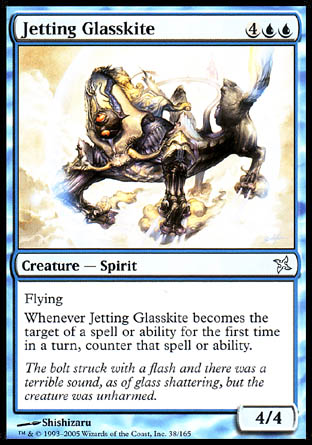 Jetting Glasskite 4
Creature — Spirit
Flying
Whenever Jetting Glasskite becomes the
target of a spell or ability for the first time
in a turn, counter that spell or ability.
The bolt struck with a flash and there was a
terrible sound, as of glass shattering, but the
creature was unharmed.
Shishizaru
™ & © 1993-2005 Wizards of the Coast, Inc. 38/165
4/4